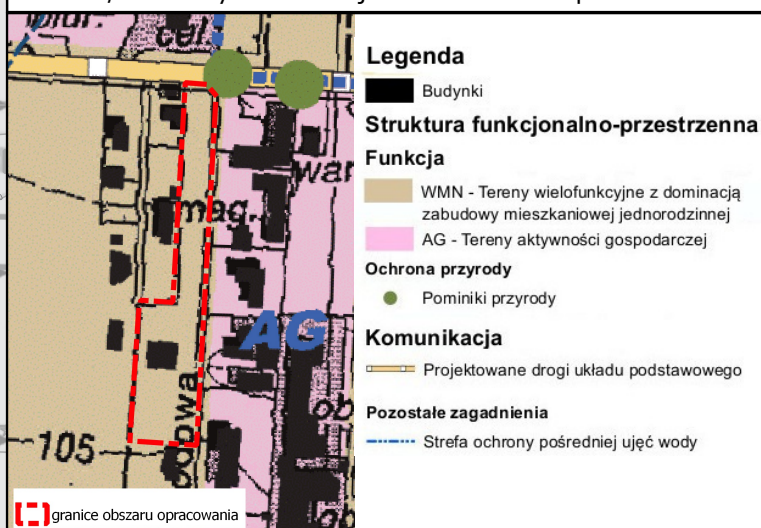 cel.
war
mag.
AG
ob
105
granice obszaru opracowania
Legenda
Budynki
Struktura funkcjonalno-przestrzenna
Funkcja
WMN - Tereny wielofunkcyjne z dominacją
zabudowy mieszkaniowej jednorodzinnej
AG - Tereny aktywności gospodarczej
Ochrona przyrody
Pominiki przyrody
Komunikacja
Projektowane drogi układu podstawowego
Pozostałe zagadnienia
Strefa ochrony pośredniej ujęć wody